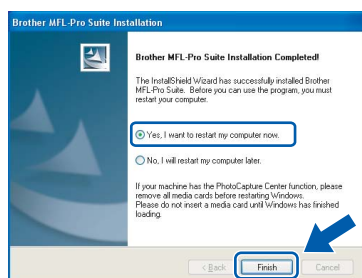 Brother MFL-Pro Suite Installation
Brother MFL-Pro Suite Installation Completed!
The InstallShield Wizard has successfully installed Brother
MFL-Pro Suite. Before you can use the program, you must
restart your computer.
Yes, I want to restart my computer now.
No, I will restart my computer later.
If your machine has the PhotoCapture Center function, please
remove all media cards before restarting Windows.
Please do not insert a media card until Windows has finished
loading.
< Back
Finish
Cancel